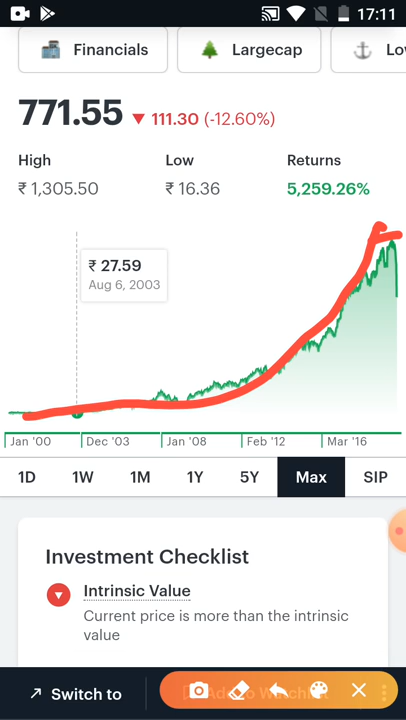 17:11
Financials
Largecap
Lo
771.55 ▼ 111.30 (-12.60%)
High
Low
Returns
₹ 1,305.50
₹ 16.36
5,259.26%
₹ 27.59
Aug 6, 2003
Jan '00
Dec '03
Jan '08
Feb '12
Mar '16
1D
1W
1M
1Y
5Y
Max
SIP
Investment Checklist
Intrinsic Value
Current price is more than the intrinsic
value
Switch to